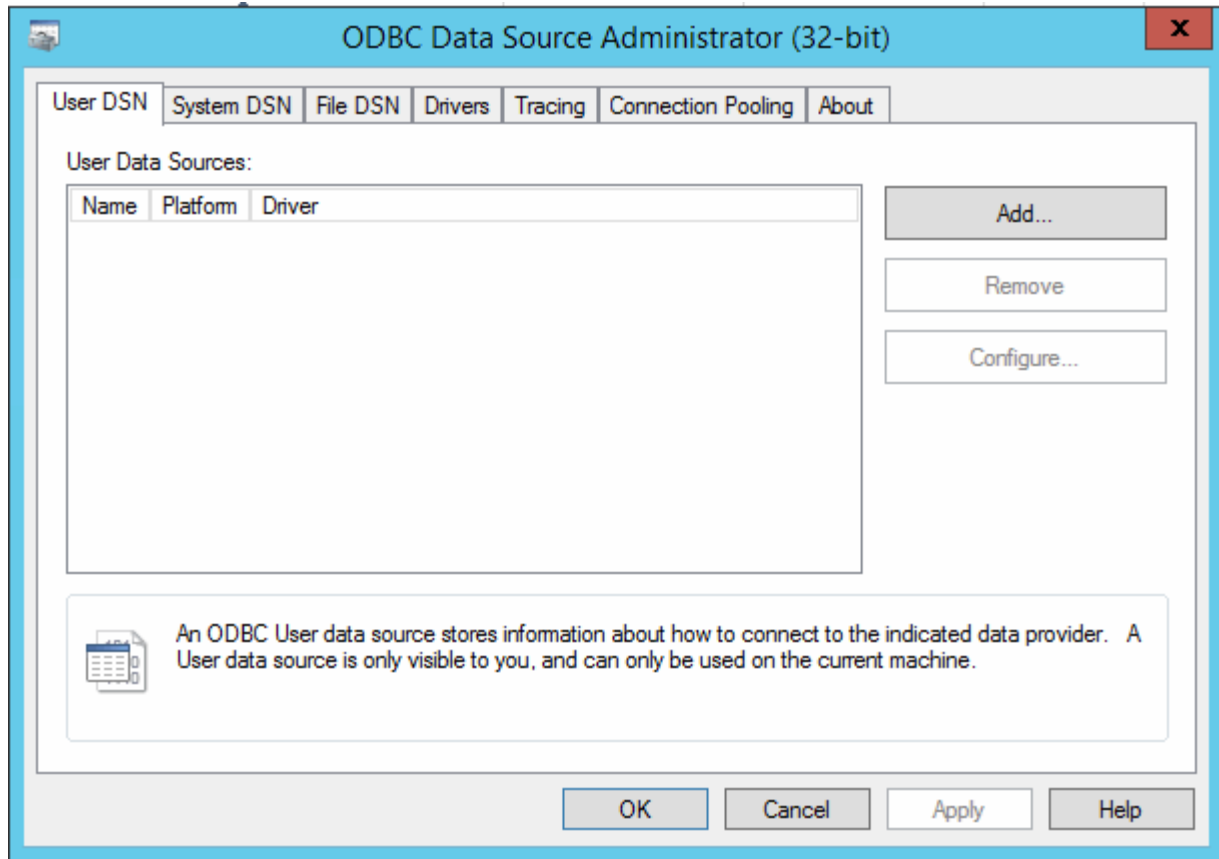 ODBC Data Source Administrator (32-bit)
x
User DSN System DSN File DSN Drivers Tracing Connection Pooling About
User Data Sources:
Name Platform Driver
Add...
Remove
Configure...
An ODBC User data source stores information about how to connect to the indicated data provider. A
User data source is only visible to you, and can only be used on the current machine.
OK Cancel Apply Help